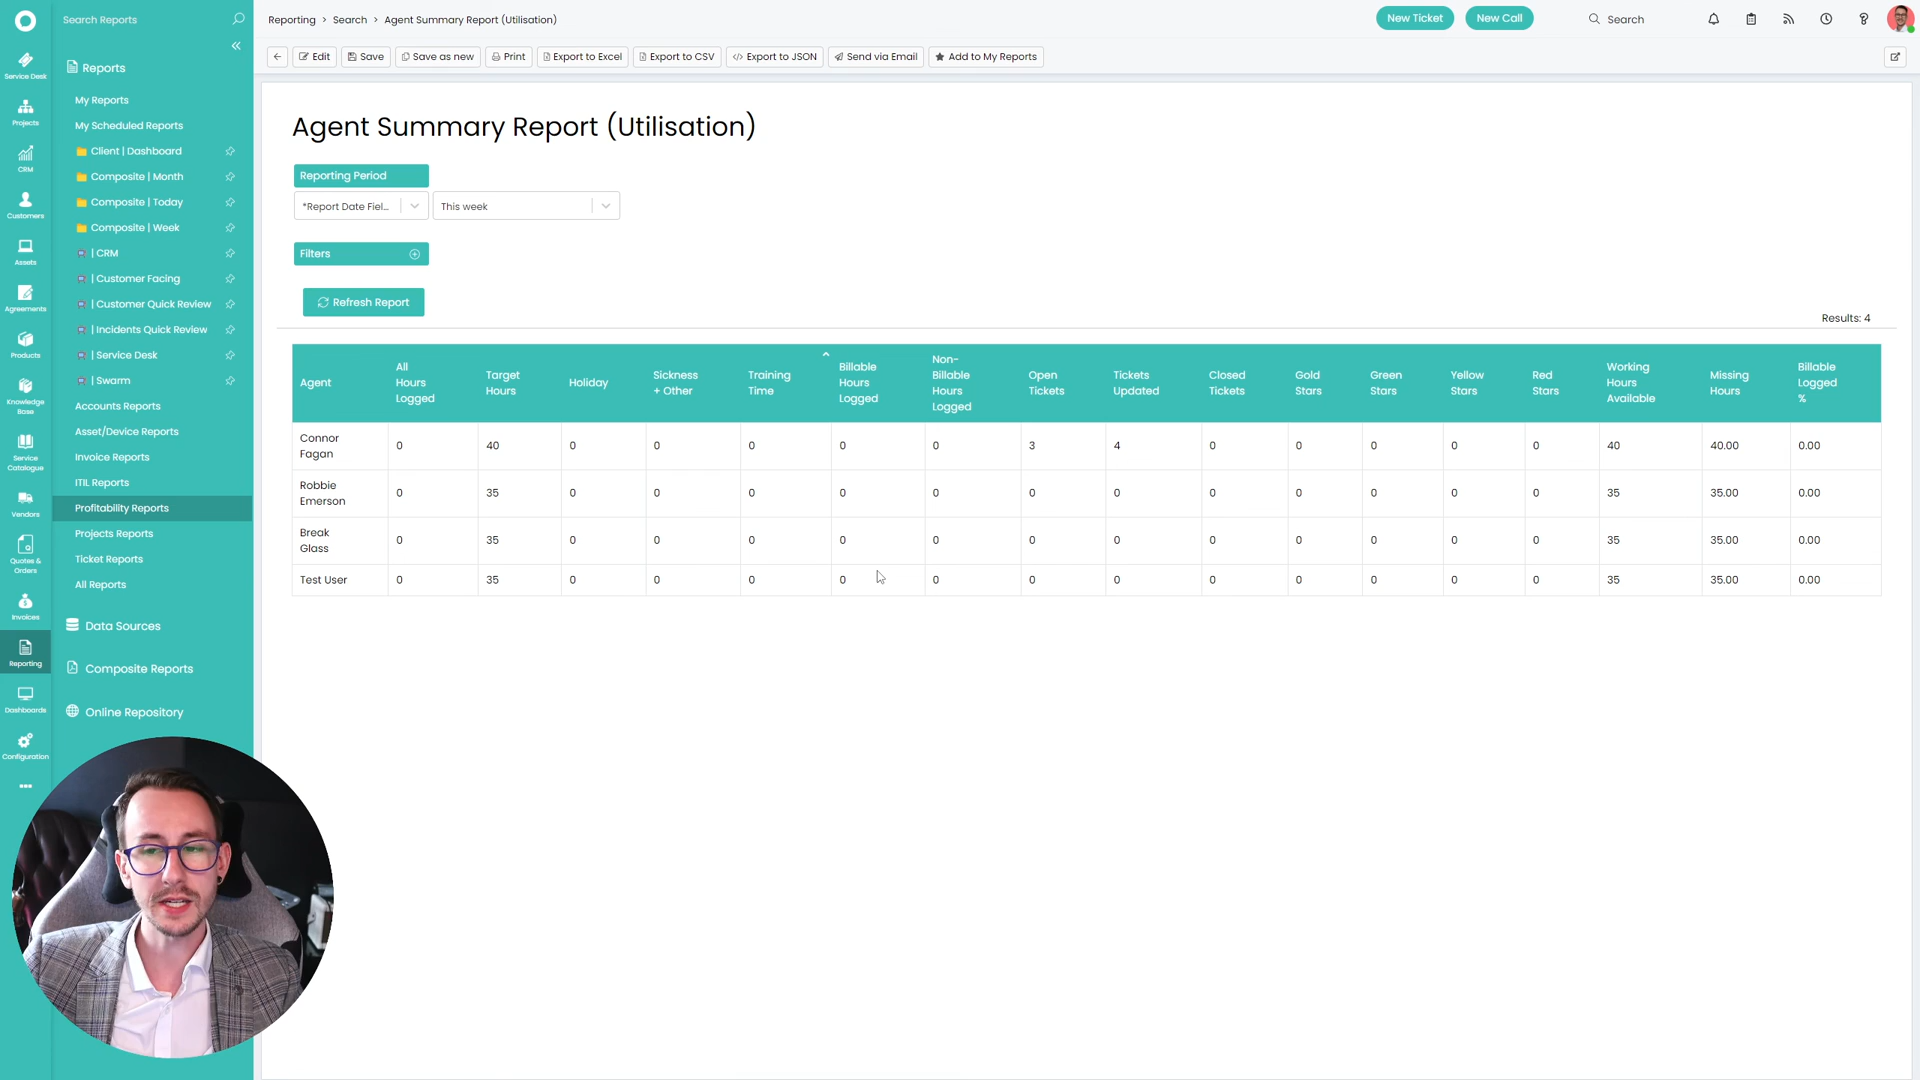 Search Reports
Reporting > Search > Agent Summary Report (Utilisation)
New Ticket
New Call
Search
Edit
Save
Save as new
Print
Export to Excel
Export to CSV
</> Export to JSON
Send via Email
Add to My Reports
Service Desk
Projects
CRM
Customers
Assets
Agreements
Products
Knowledge
Base
Service
Catalogue
Vendors
Quotes &
Orders
Invoices
Reporting
Dashboards
Configuration
Reports
My Reports
My Scheduled Reports
Client | Dashboard
Composite | Month
Composite | Today
Composite | Week
| CRM
| Customer Facing
| Customer Quick Review
| Incidents Quick Review
| Service Desk
| Swarm
Accounts Reports
Asset/Device Reports
Invoice Reports
ITIL Reports
Profitability Reports
Projects Reports
Ticket Reports
All Reports
Data Sources
Composite Reports
Online Repository
Agent Summary Report (Utilisation)
Reporting Period
*Report Date Fiel...
This week
Filters
Refresh Report
Results: 4
Agent
All
Hours
Logged
Target
Hours
Holiday
Sickness
+ Other
Training
Time
Billable
Hours
Logged
Non-
Billable
Hours
Logged
Open
Tickets
Tickets
Updated
Closed
Tickets
Gold
Stars
Green
Stars
Yellow
Stars
Red
Stars
Working
Hours
Available
Missing
Hours
Billable
Logged
%
Connor
Fagan
0 40 0 0 0 0 0 3 4 0 0 0 0 0 40 40.00 0.00
Robbie
Emerson
0 35 0 0 0 0 0 0 0 0 0 0 0 0 35 35.00 0.00
Break
Glass
0 35 0 0 0 0 0 0 0 0 0 0 0 0 35 35.00 0.00
Test User 0 35 0 0 0 0 0 0 0 0 0 0 0 0 35 35.00 0.00